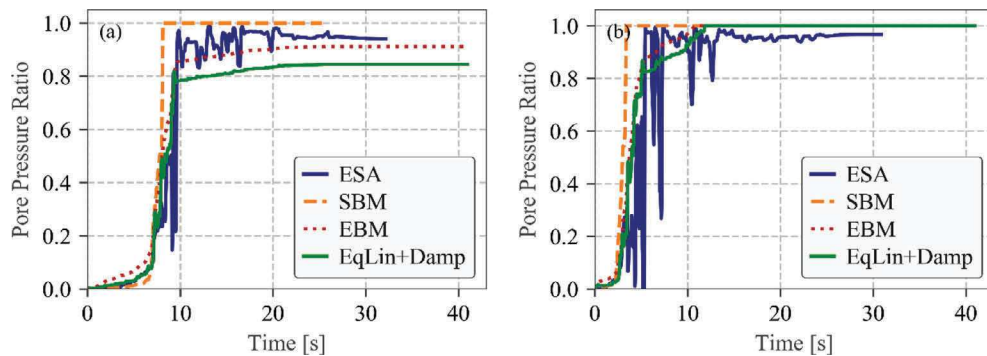 (a)
Pore Pressure Ratio
1.0
0.8
0.6
0.4
0.2
0.0
0
10
20
30
40
Time [s]
ESA
SBM
EBM
EqLin+Damp
(b)
Pore Pressure Ratio
1.0
0.8
0.6
0.4
0.2
0.0
0
10
20
30
40
Time [s]
ESA
SBM
EBM
EqLin+Damp